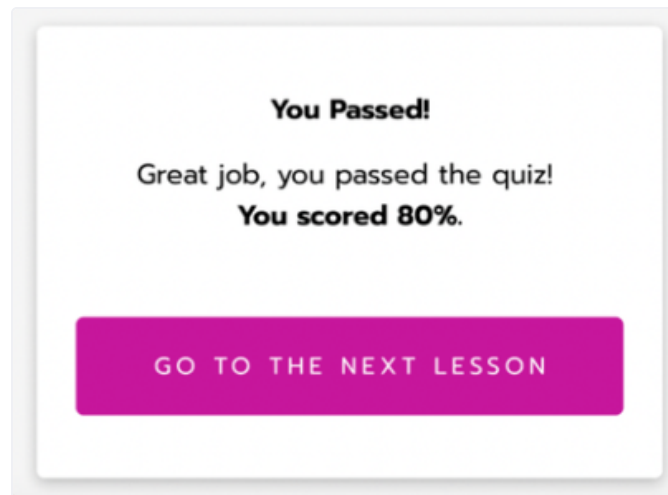 You Passed!
Great job, you passed the quiz!
You scored 80%.
GO TO THE NEXT LESSON